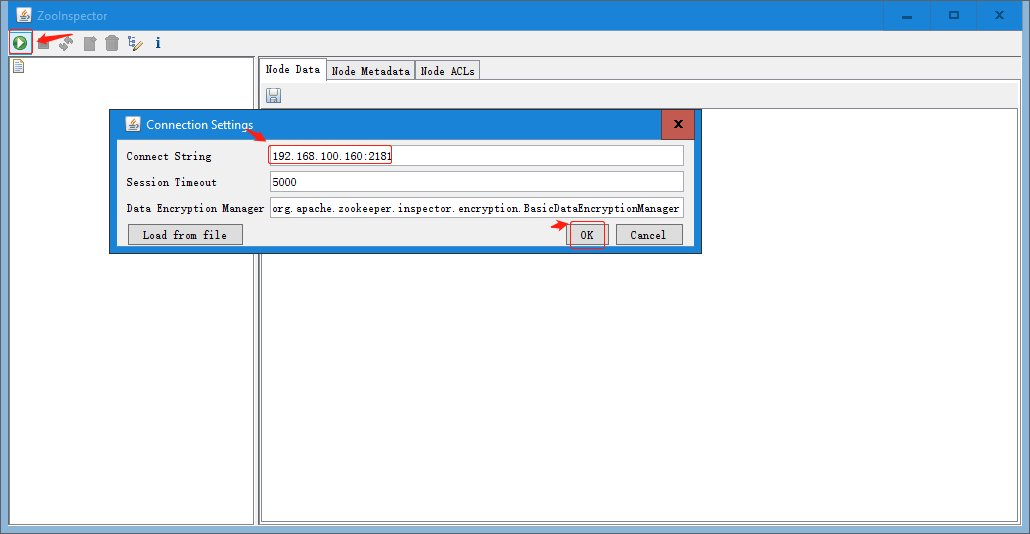 ZooInspector
Node Data Node Metadata Node ACLs
Connection Settings
Connect String 192.168.100.160:2181
Session Timeout 5000
Data Encryption Manager org.apache.zookeeper.inspector.encryption.BasicDataEncryptionManager
Load from file OK Cancel